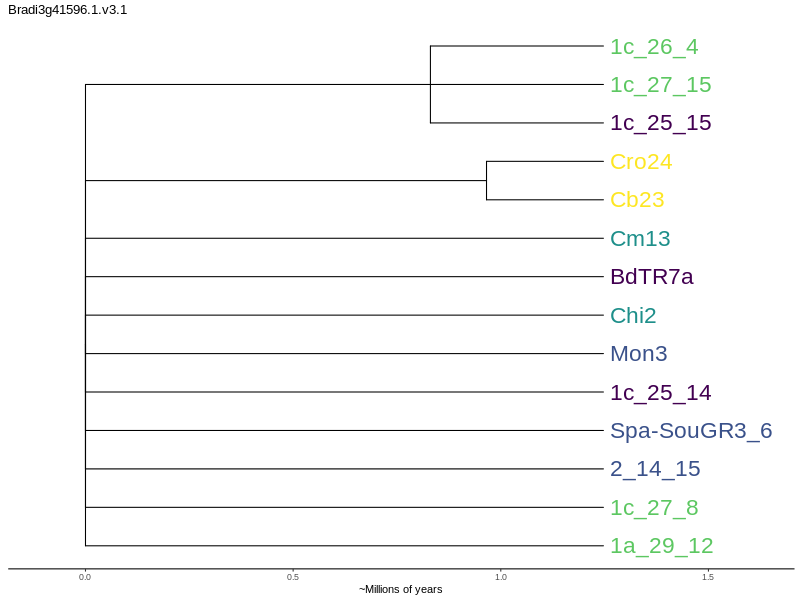 Bradi3g41596.1.v3.1
1c_26_4
1c_27_15
1c_25_15
Cro24
Cb23
Cm13
BdTR7a
Chi2
Mon3
1c_25_14
Spa-SouGR3_6
2_14_15
1c_27_8
1a_29_12
0.0 0.5 1.0 1.5
~Millions of years